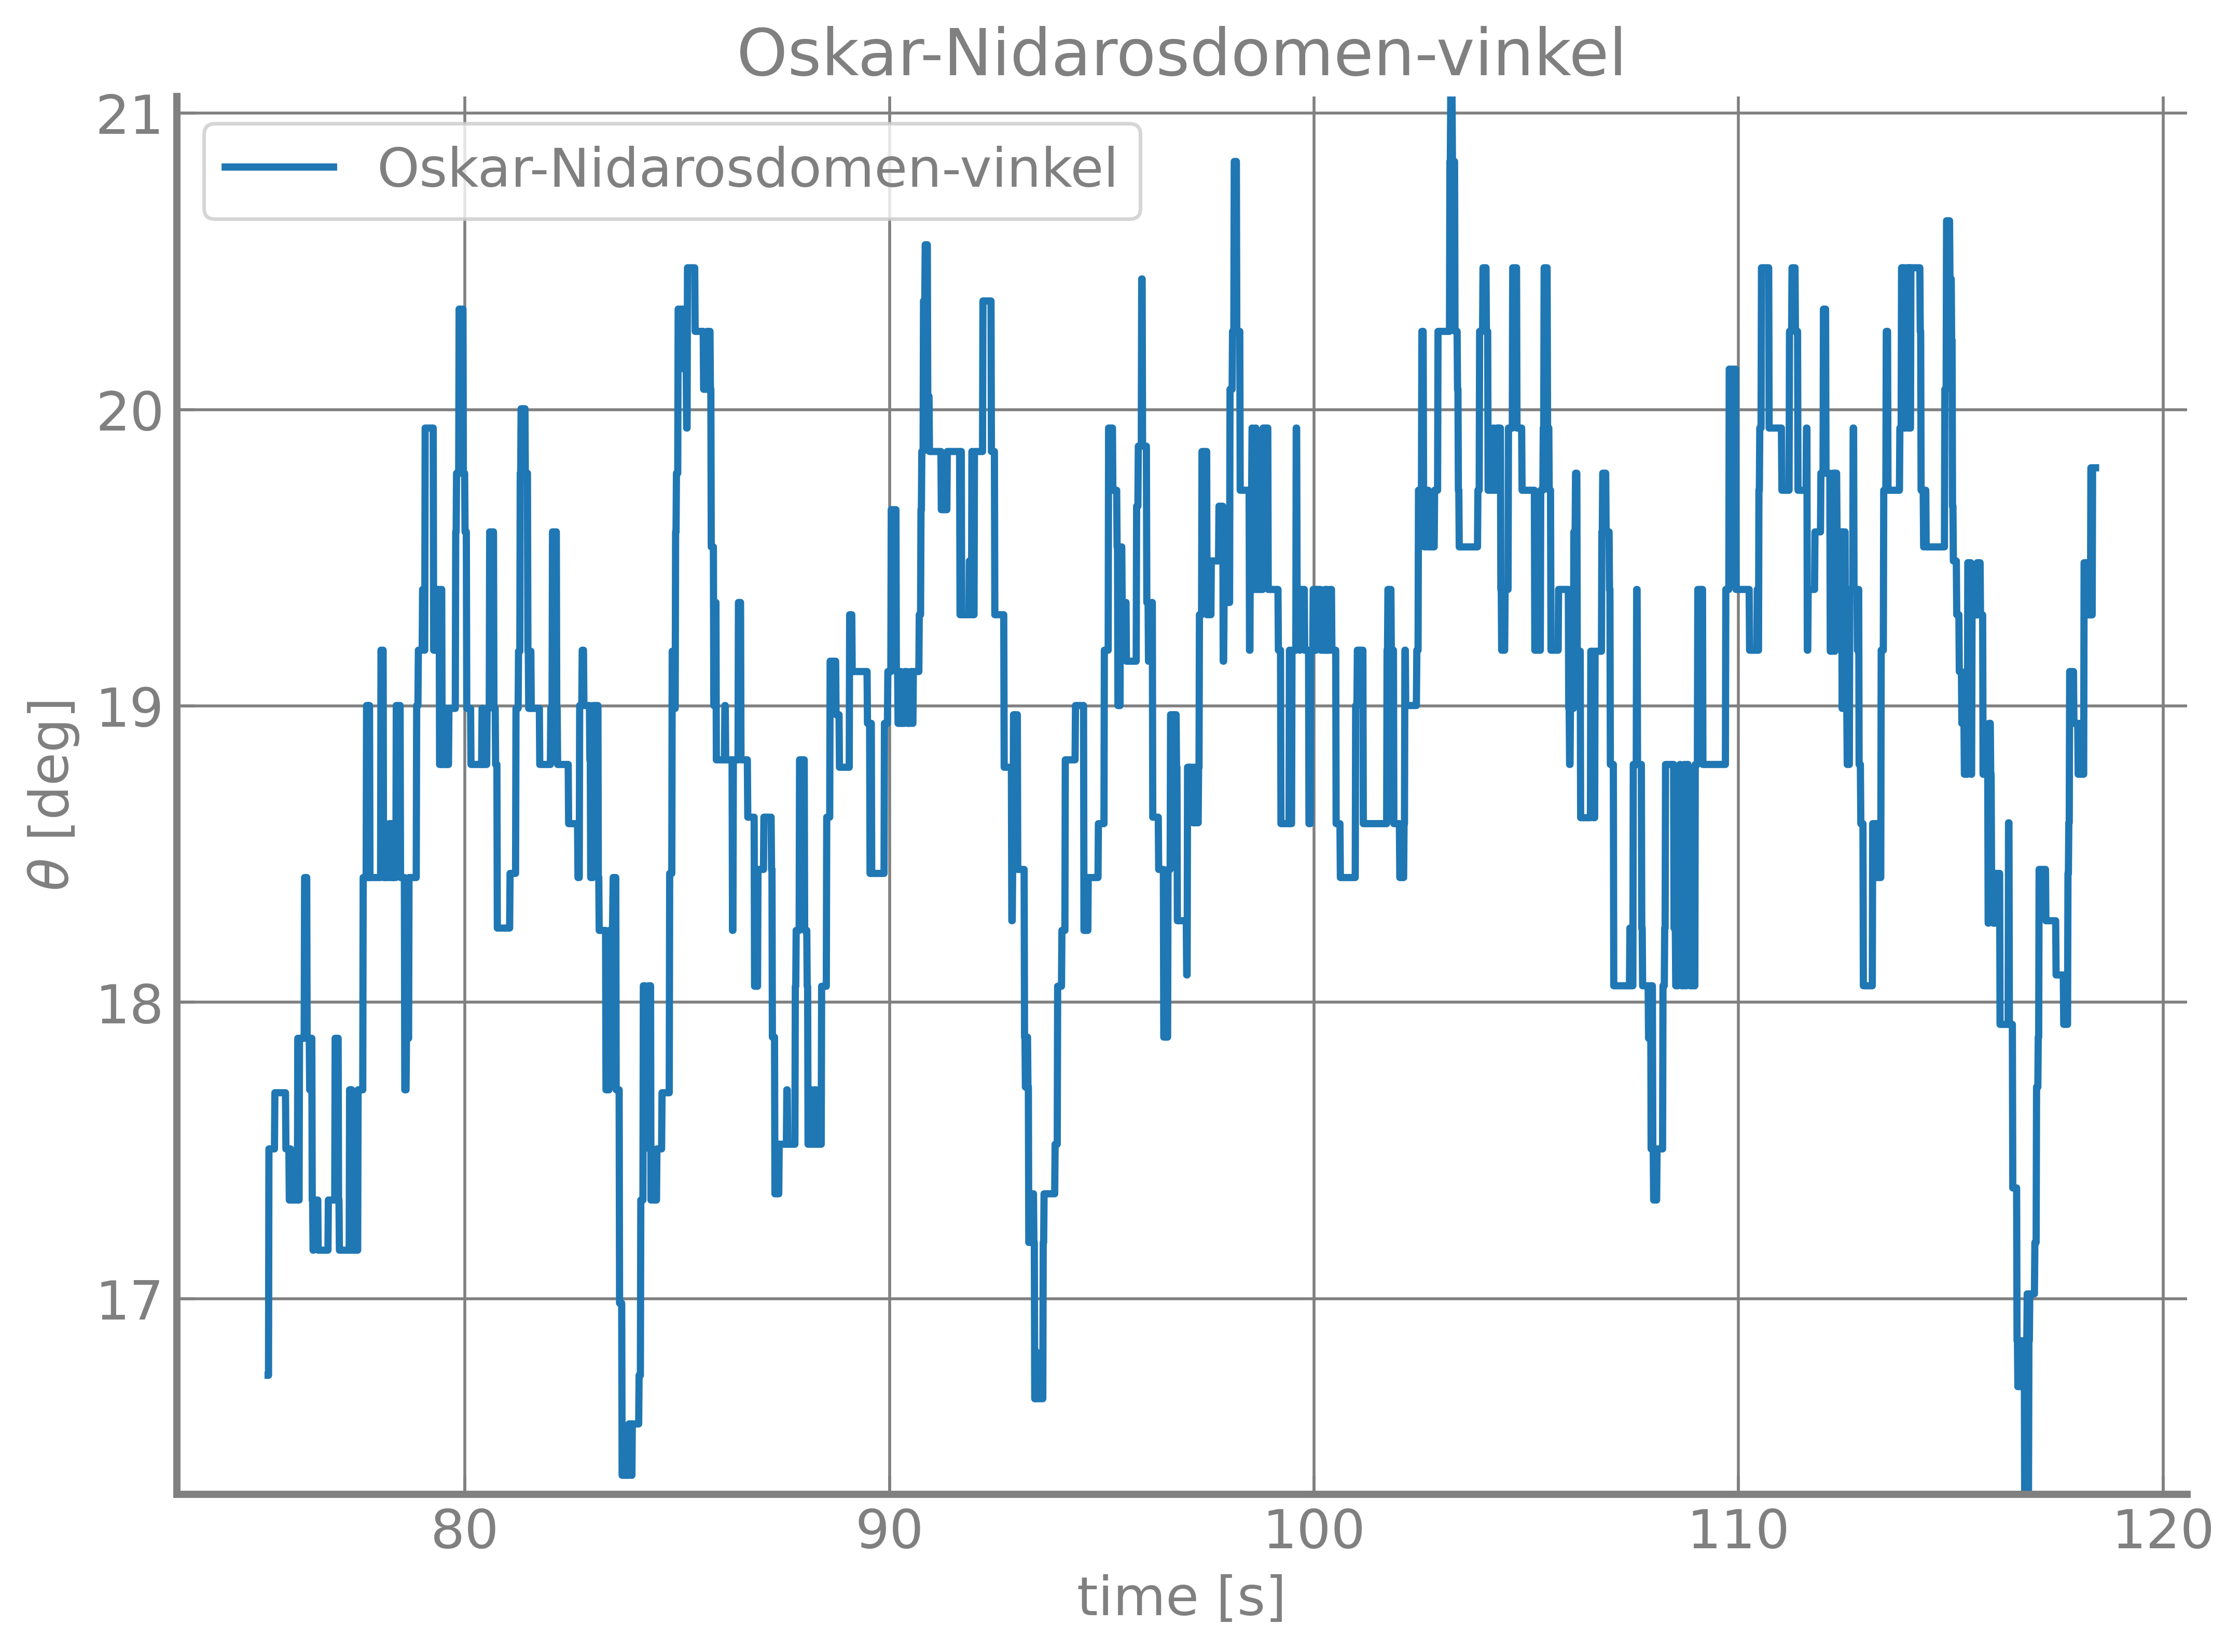 Oskar-Nidarosdomen-vinkel
Oskar-Nidarosdomen-vinkel
21
20
19
18
17
θ [deg]
80 90 100 110 120
time [s]